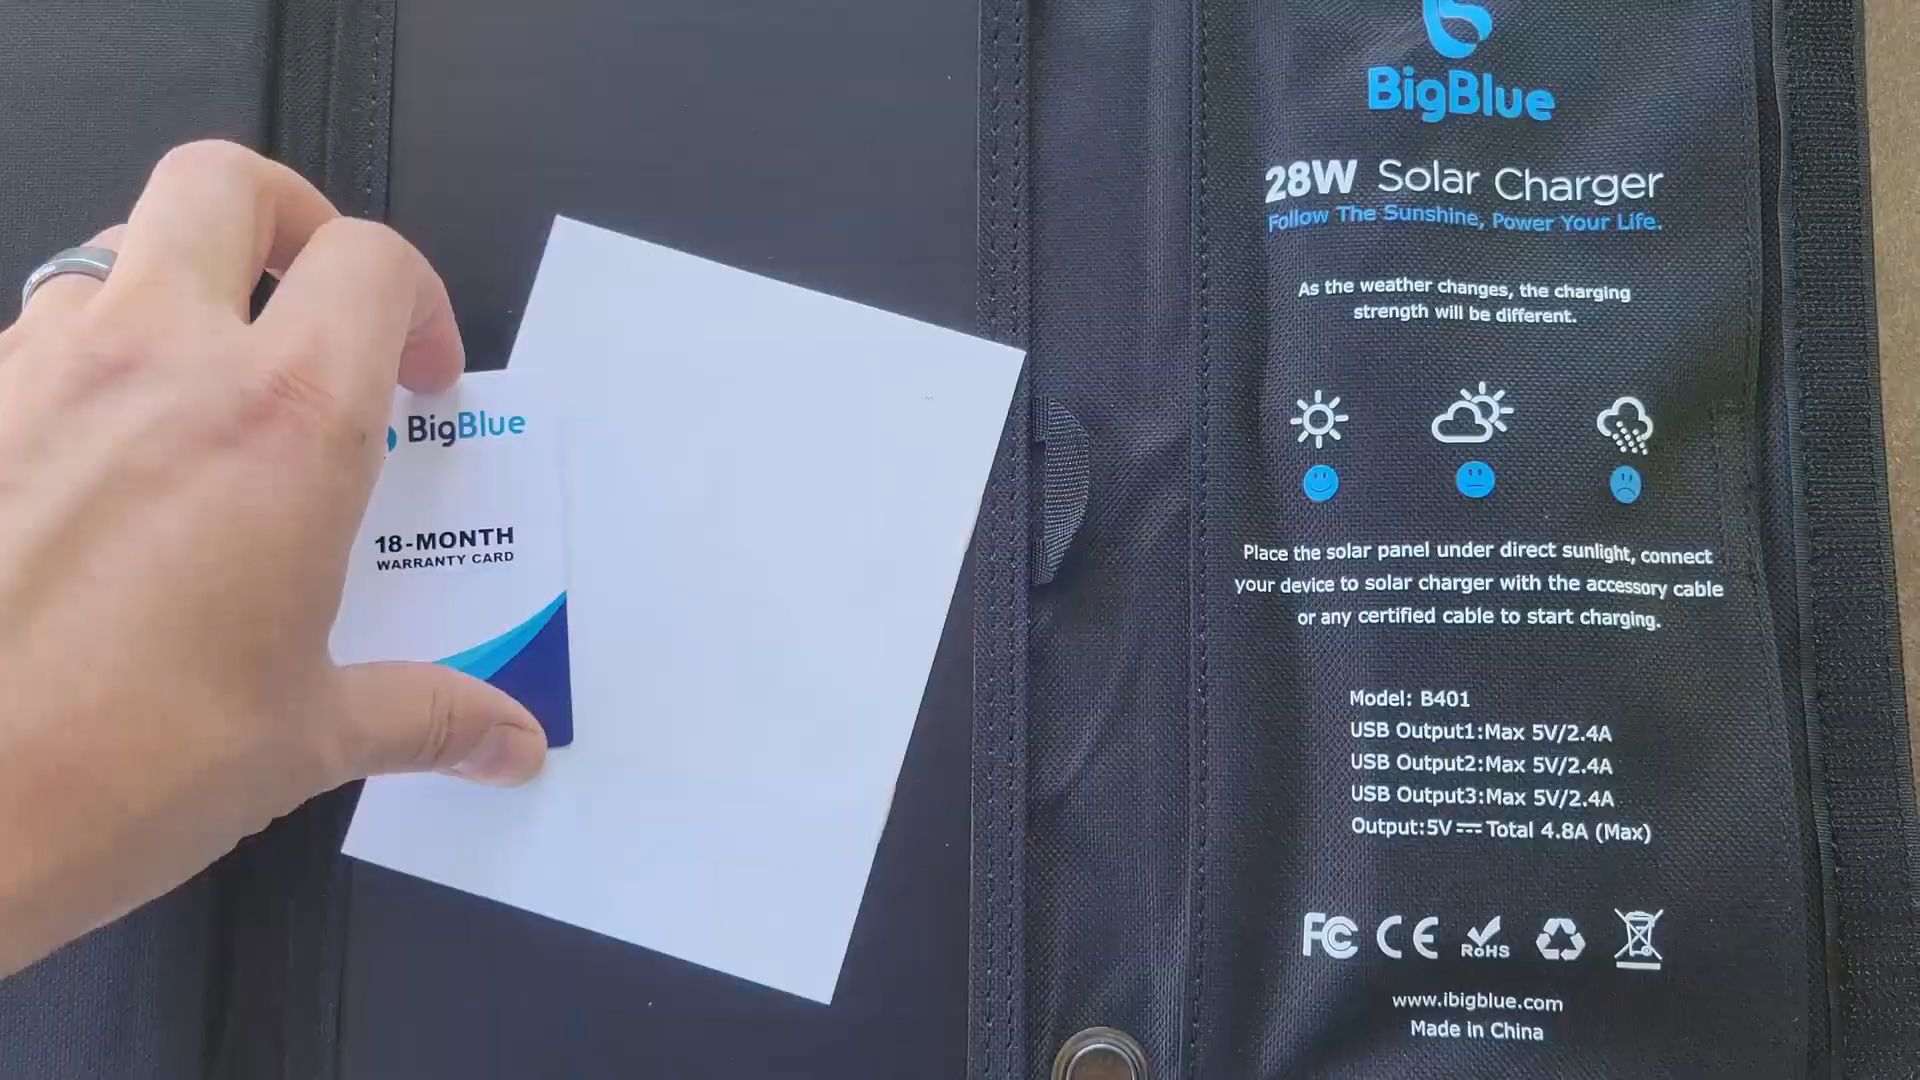 BigBlue
18-MONTH
WARRANTY CARD
BigBlue
28W Solar Charger
Follow The Sunshine, Power Your Life.
As the weather changes, the charging
strength will be different.
Place the solar panel under direct sunlight, connect
your device to solar charger with the accessory cable
or any certified cable to start charging.
Model: B401
USB Output1:Max 5V/2.4A
USB Output2:Max 5V/2.4A
USB Output3:Max 5V/2.4A
Output:5V⎓Total 4.8A (Max)
FC CE RoHS
www.ibigblue.com
Made in China